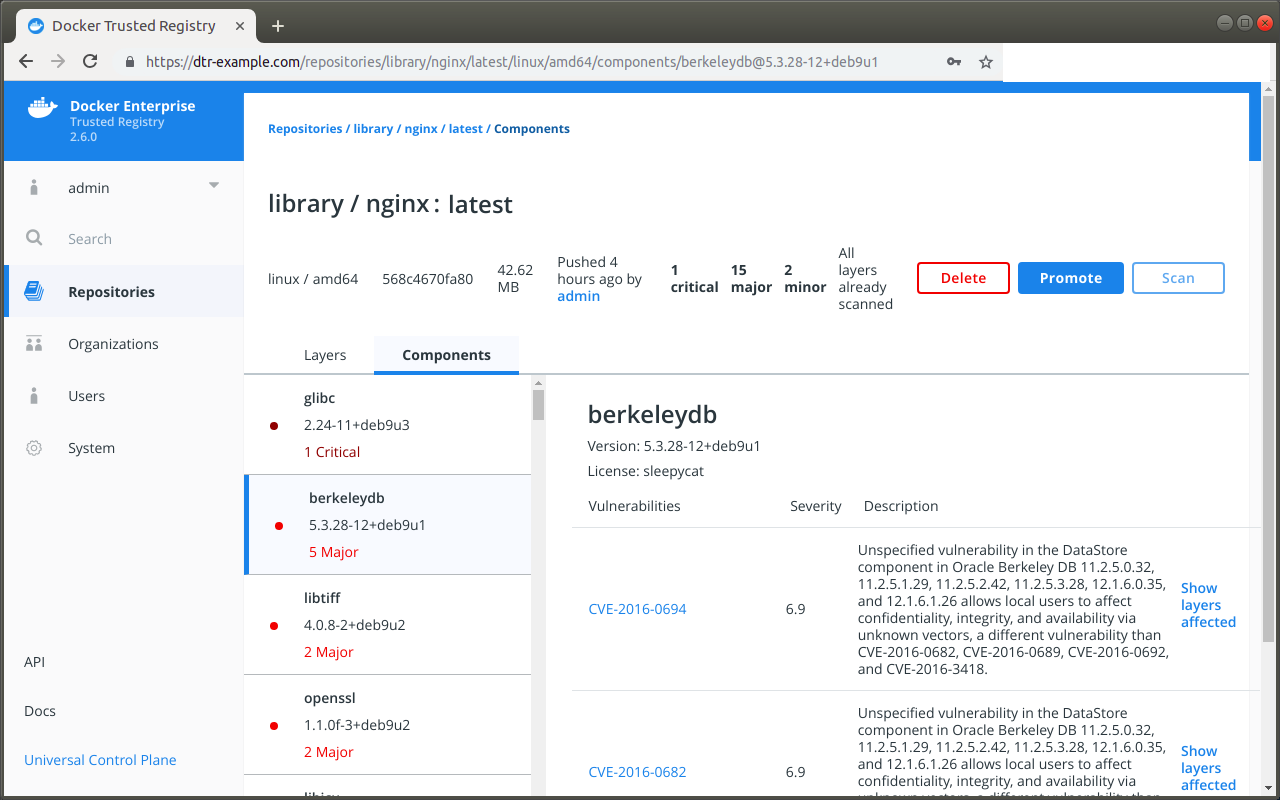 Docker Trusted Registry
https://dtr-example.com/repositories/library/nginx/latest/linux/amd64/components/berkeleydb@5.3.28-12+deb9u1
Docker Enterprise
Trusted Registry
2.6.0
admin
Search
Repositories
Organizations
Users
System
API
Docs
Universal Control Plane
Repositories / library / nginx / latest / Components
library / nginx : latest
linux / amd64
568c4670fa80
42.62
MB
Pushed 4
hours ago by
admin
1
critical
15
major
2
minor
All
layers
already
scanned
Delete
Promote
Scan
Layers
Components
glibc
2.24-11+deb9u3
1 Critical
berkeleydb
5.3.28-12+deb9u1
5 Major
libtiff
4.0.8-2+deb9u2
2 Major
openssl
1.1.0f-3+deb9u2
2 Major
berkeleydb
Version: 5.3.28-12+deb9u1
License: sleepycat
Vulnerabilities Severity Description
CVE-2016-0694
6.9
Unspecified vulnerability in the DataStore
component in Oracle Berkeley DB 11.2.5.0.32,
11.2.5.1.29, 11.2.5.2.42, 11.2.5.3.28, 12.1.6.0.35,
and 12.1.6.1.26 allows local users to affect
confidentiality, integrity, and availability via
unknown vectors, a different vulnerability than
CVE-2016-0682, CVE-2016-0689, CVE-2016-0692,
and CVE-2016-3418.
Show
layers
affected
CVE-2016-0682
6.9
Unspecified vulnerability in the DataStore
component in Oracle Berkeley DB 11.2.5.0.32,
11.2.5.1.29, 11.2.5.2.42, 11.2.5.3.28, 12.1.6.0.35,
and 12.1.6.1.26 allows local users to affect
confidentiality, integrity, and availability via
unknown vectors, a different vulnerability than
Show
layers
affected